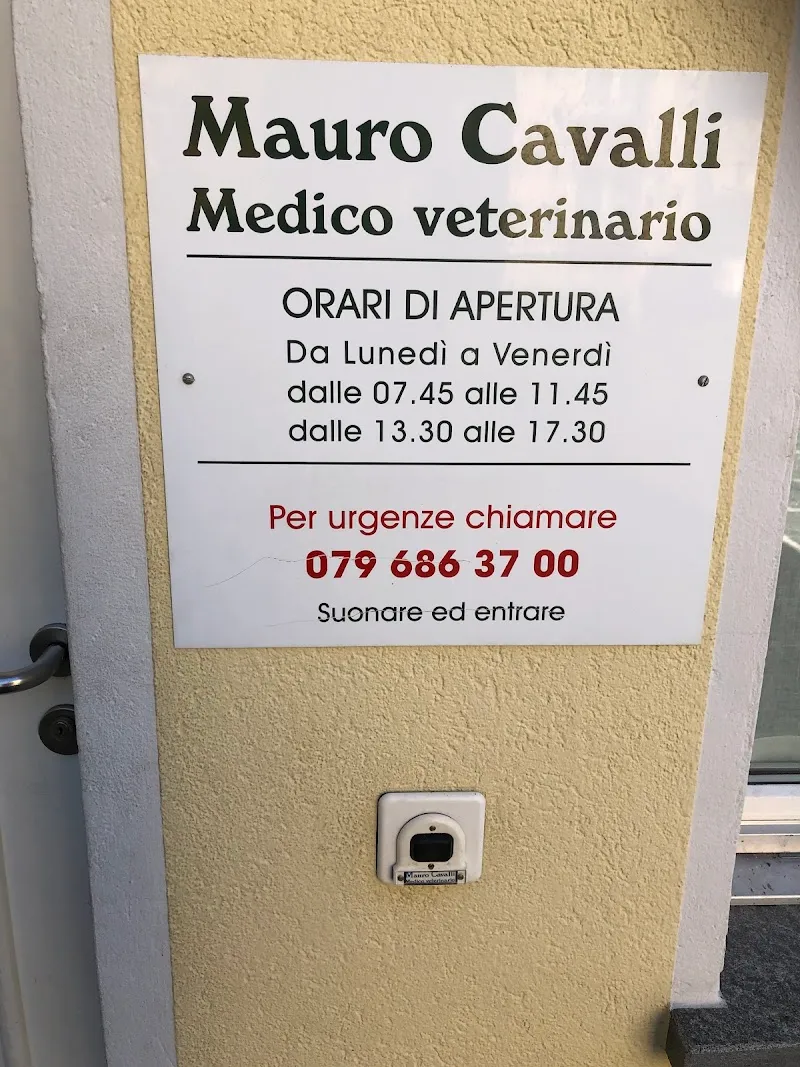 Mauro Cavalli
Medico veterinario
ORARI DI APERTURA
Da Lunedì a Venerdì
dalle 07.45 alle 11.45
dalle 13.30 alle 17.30
Per urgenze chiamare
079 686 37 00
Suonare ed entrare
Mauro Cavalli
Medico veterinario